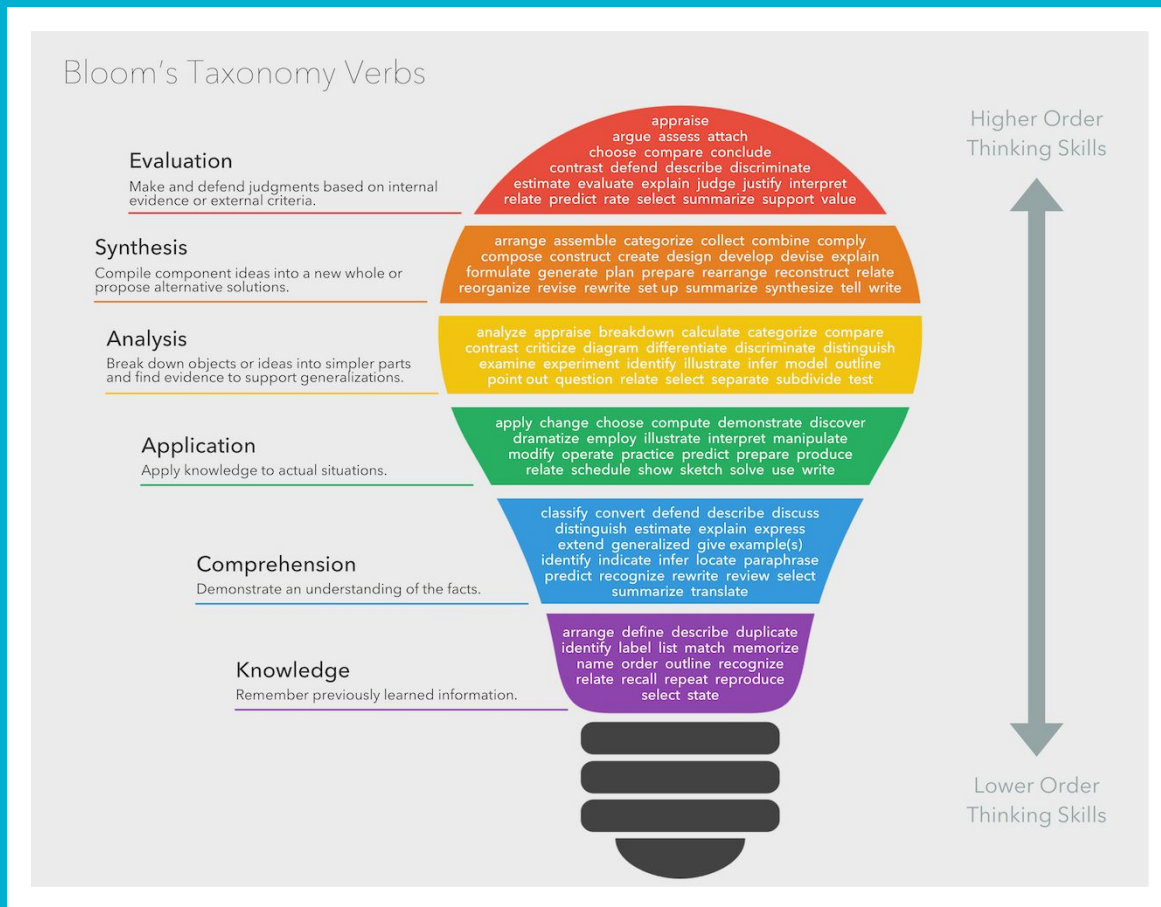 Bloom's Taxonomy Verbs
Higher Order
Thinking Skills
Evaluation
Make and defend judgments based on internal
evidence or external criteria.
appraise
argue assess attach
choose compare conclude
contrast defend describe discriminate
estimate evaluate explain judge justify interpret
relate predict rate select summarize support value
Synthesis
Compile component ideas into a new whole or
propose alternative solutions.
arrange assemble categorize collect combine comply
compose construct create design develop devise explain
formulate generate plan prepare rearrange reconstruct relate
reorganize revise rewrite set up summarize synthesize tell write
Analysis
Break down objects or ideas into simpler parts
and find evidence to support generalizations.
analyze appraise breakdown calculate categorize compare
contrast criticize diagram differentiate discriminate distinguish
examine experiment identify illustrate infer model outline
point out question relate select separate subdivide test
Application
Apply knowledge to actual situations.
apply change choose compute demonstrate discover
dramatize employ illustrate interpret manipulate
modify operate practice predict prepare produce
relate schedule show sketch solve use write
Comprehension
Demonstrate an understanding of the facts.
classify convert defend describe discuss
distinguish estimate explain express
extend generalized give example(s)
identify indicate infer locate paraphrase
predict recognize rewrite review select
summarize translate
Knowledge
Remember previously learned information.
arrange define describe duplicate
identify label list match memorize
name order outline recognize
relate recall repeat reproduce
select state
Lower Order
Thinking Skills